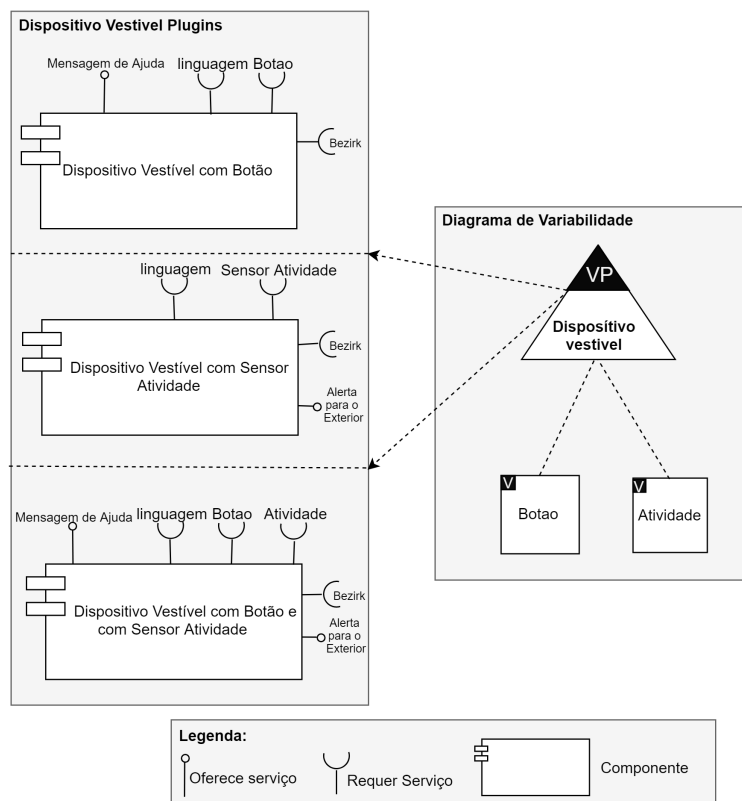 Dispositivo Vestivel Plugins
Mensagem de Ajuda
linguagem
Botao
Bezirk
Dispositivo Vestível com Botão
linguagem
Sensor Atividade
Bezirk
Dispositivo Vestível com Sensor
Atividade
Alerta
para o
Exterior
Mensagem de Ajuda
linguagem
Botao
Atividade
Bezirk
Dispositivo Vestível com Botão e
com Sensor Atividade
Alerta
para o
Exterior
Diagrama de Variabilidade
VP
Disposítivo
vestivel
V
Botao
V
Atividade
Legenda:
Oferece serviço
Requer Serviço
Componente